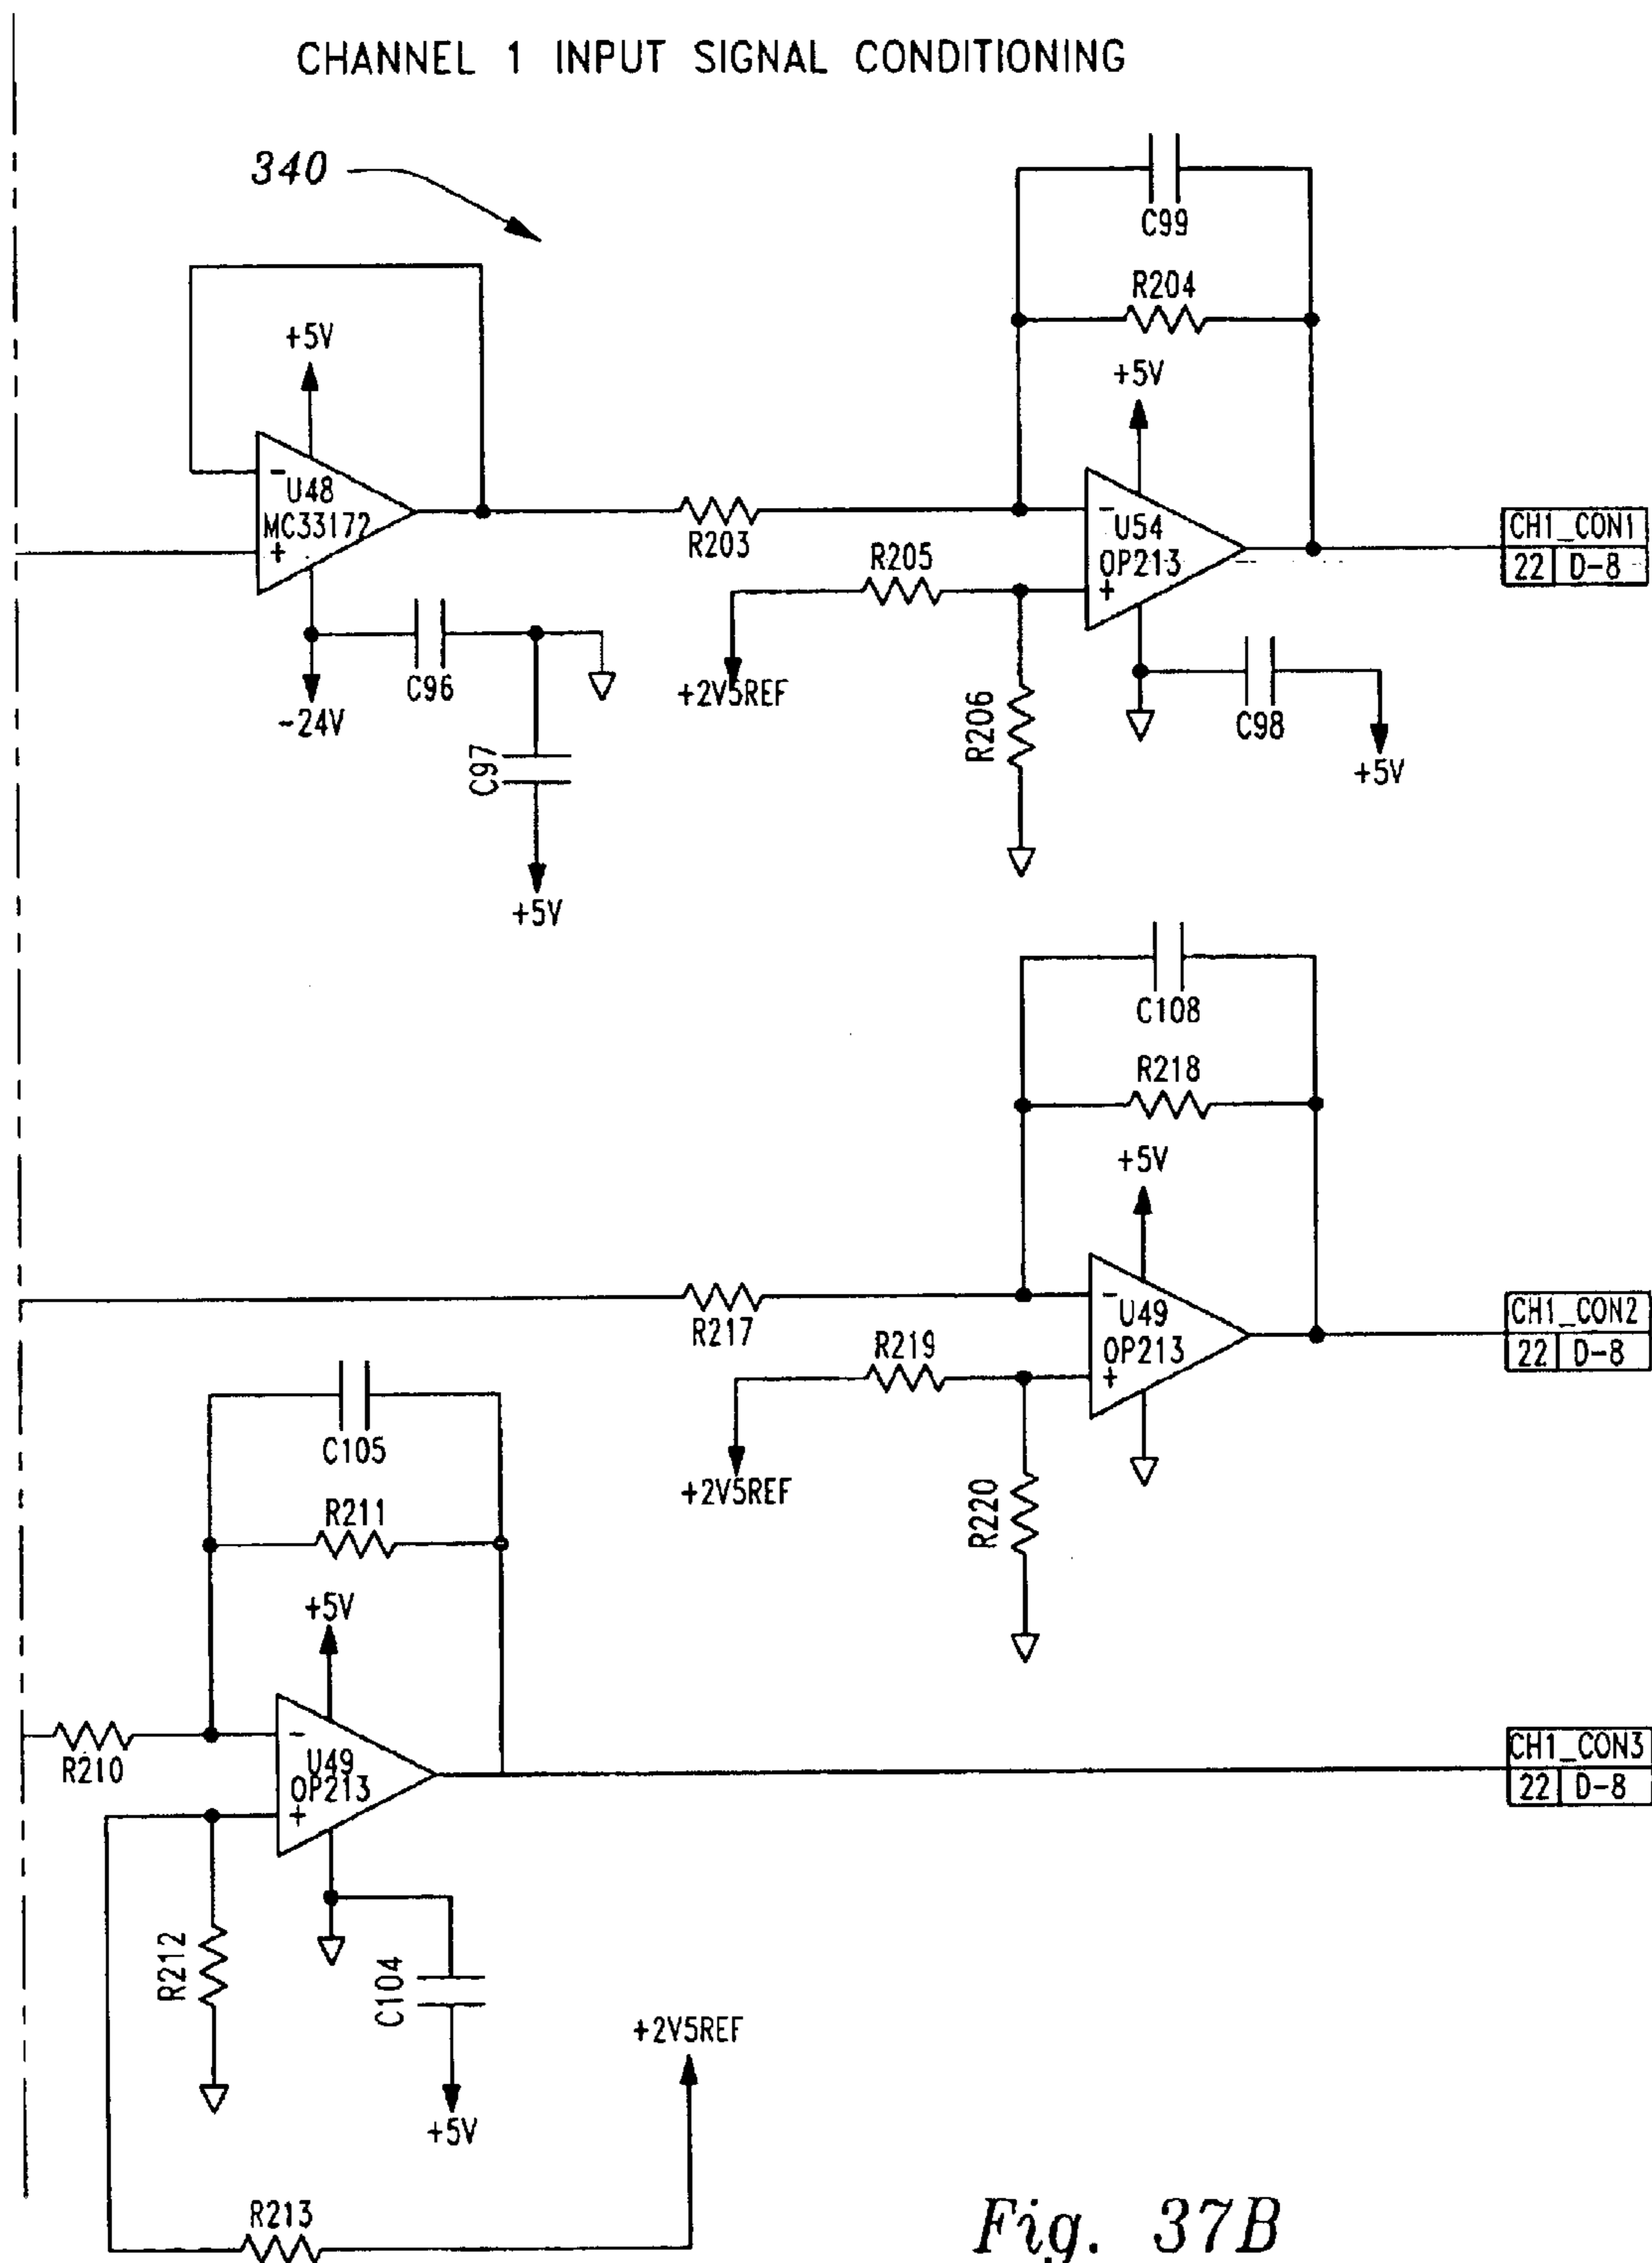 CHANNEL 1 INPUT SIGNAL CONDITIONING
340
C99
R204
+5V
+5V
-
U48
MC33172
+
R203
-
U54
OP213
+
CH1_CON1
22 D-8
R205
+2V5REF
C96
-24V
R206
C98
+5V
C97
+5V
C108
R218
+5V
-
U49
OP213
+
R217
R219
CH1_CON2
22 D-8
C105
+2V5REF
R220
R211
+5V
-
U49
OP213
+
R210
CH1_CON3
22 D-8
R212
C104
+2V5REF
+5V
R213
Fig. 37B